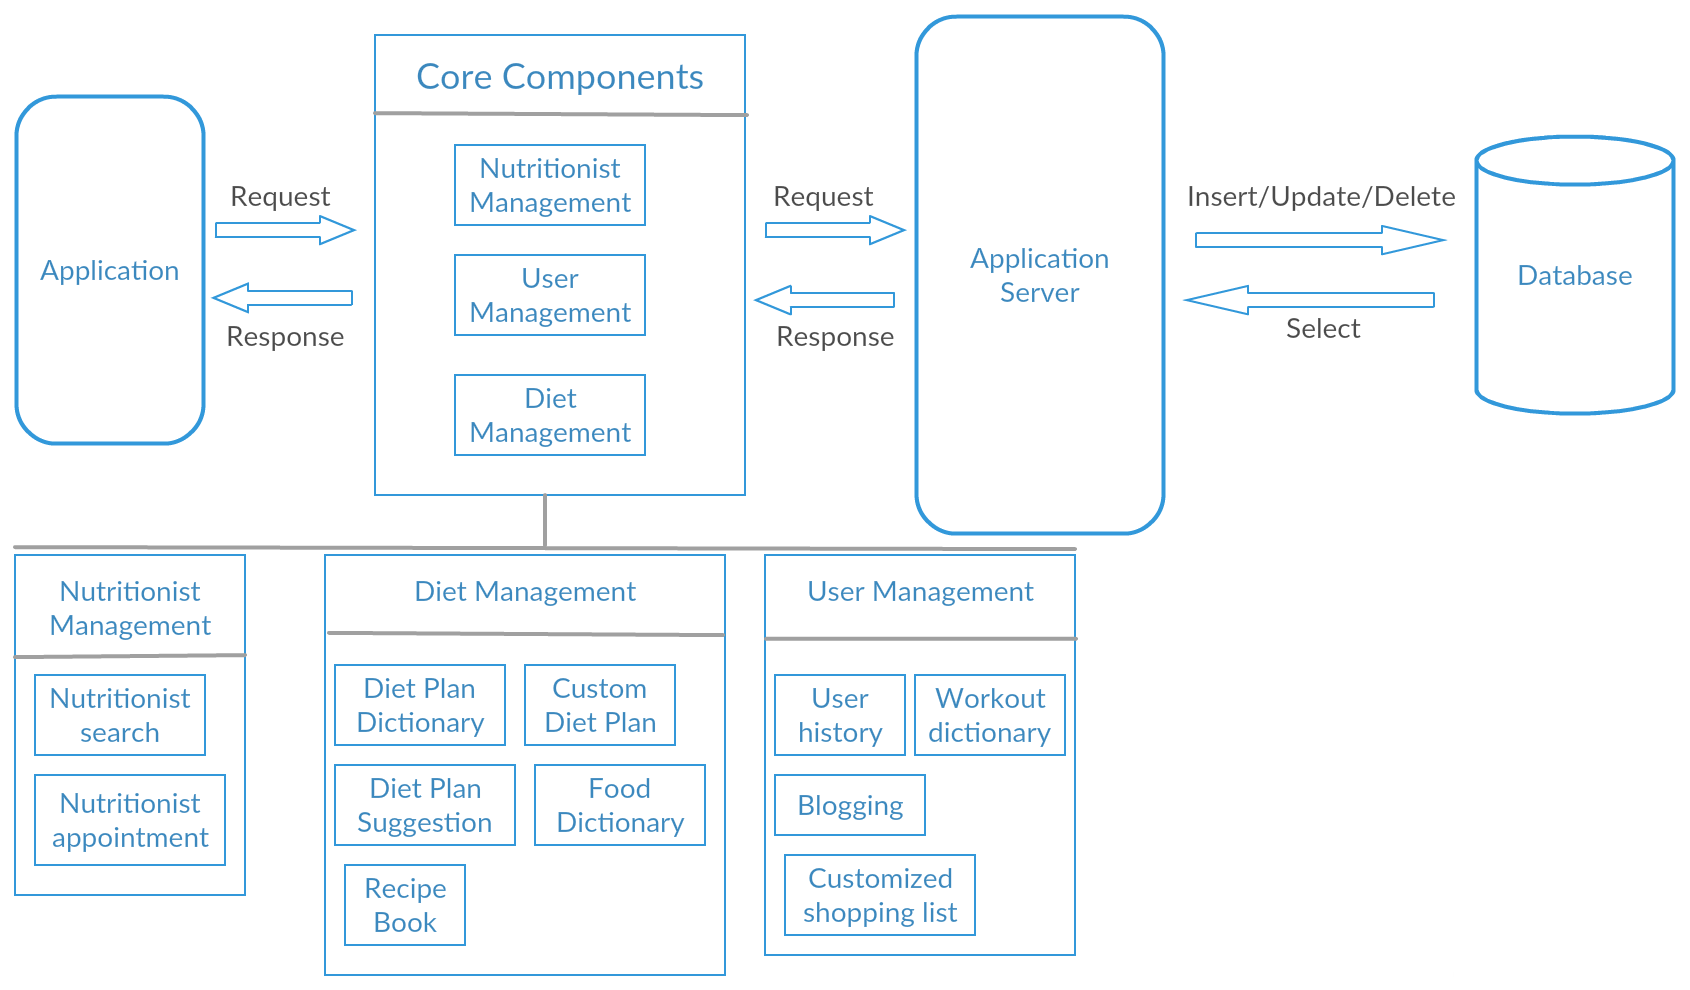 Core Components
Application
Request
Response
Nutritionist
Management
User
Management
Diet
Management
Request
Response
Application
Server
Insert/Update/Delete
Select
Database
Nutritionist
Management
Nutritionist
search
Nutritionist
appointment
Diet Management
Diet Plan
Dictionary
Custom
Diet Plan
Diet Plan
Suggestion
Food
Dictionary
Recipe
Book
User Management
User
history
Workout
dictionary
Blogging
Customized
shopping list